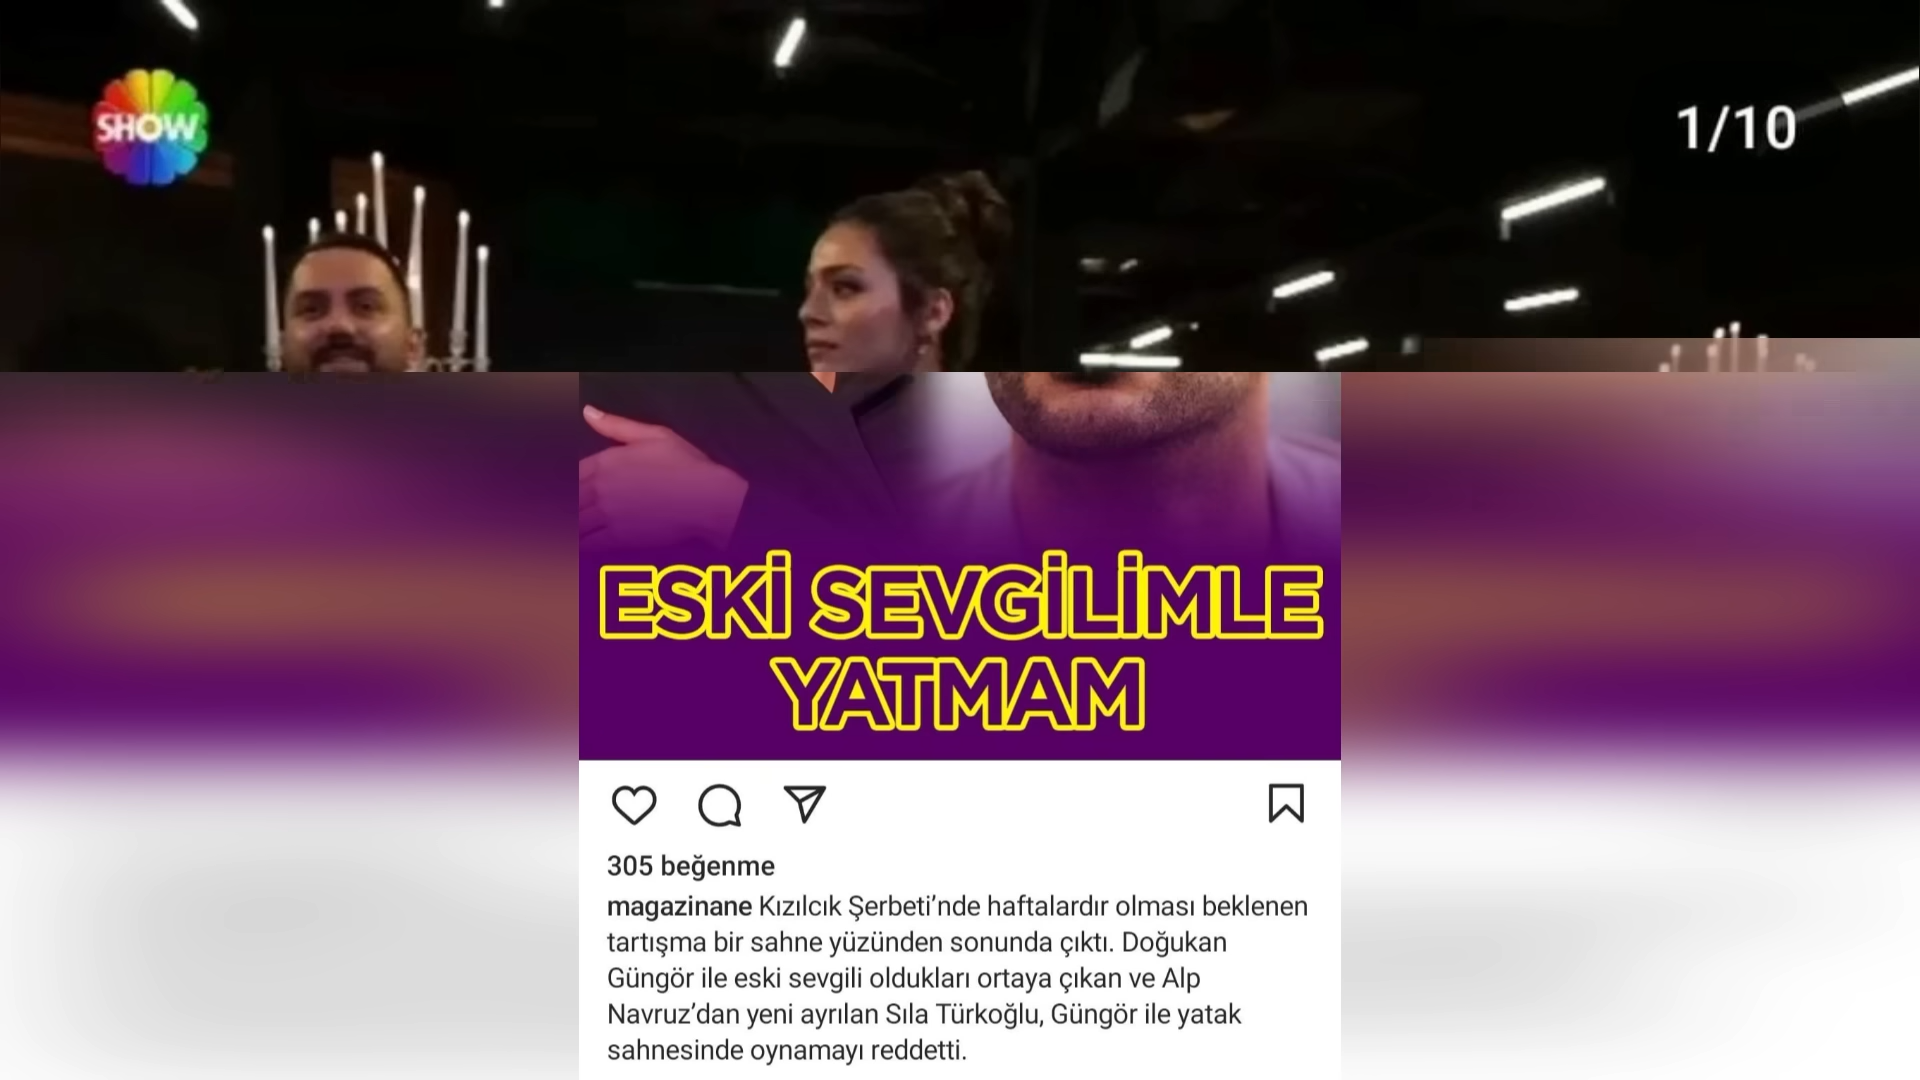 SHOW
1/10
ESKİ SEVGİLİMLE
YATMAM
305 beğenme
magazinane Kızılcık Şerbeti’nde haftalardır olması beklenen
tartışma bir sahne yüzünden sonunda çıktı. Doğukan
Güngör ile eski sevgili oldukları ortaya çıkan ve Alp
Navruz’dan yeni ayrılan Sıla Türkoğlu, Güngör ile yatak
sahnesinde oynamayı reddetti.